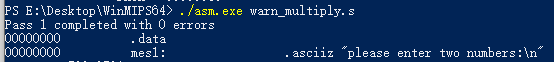 PS E:\Desktop\WinMIPS64> ./asm.exe warn_multiply.s
Pass 1 completed with 0 errors
00000000 .data
00000000 mes1: .asciiz "please enter two numbers:\n"